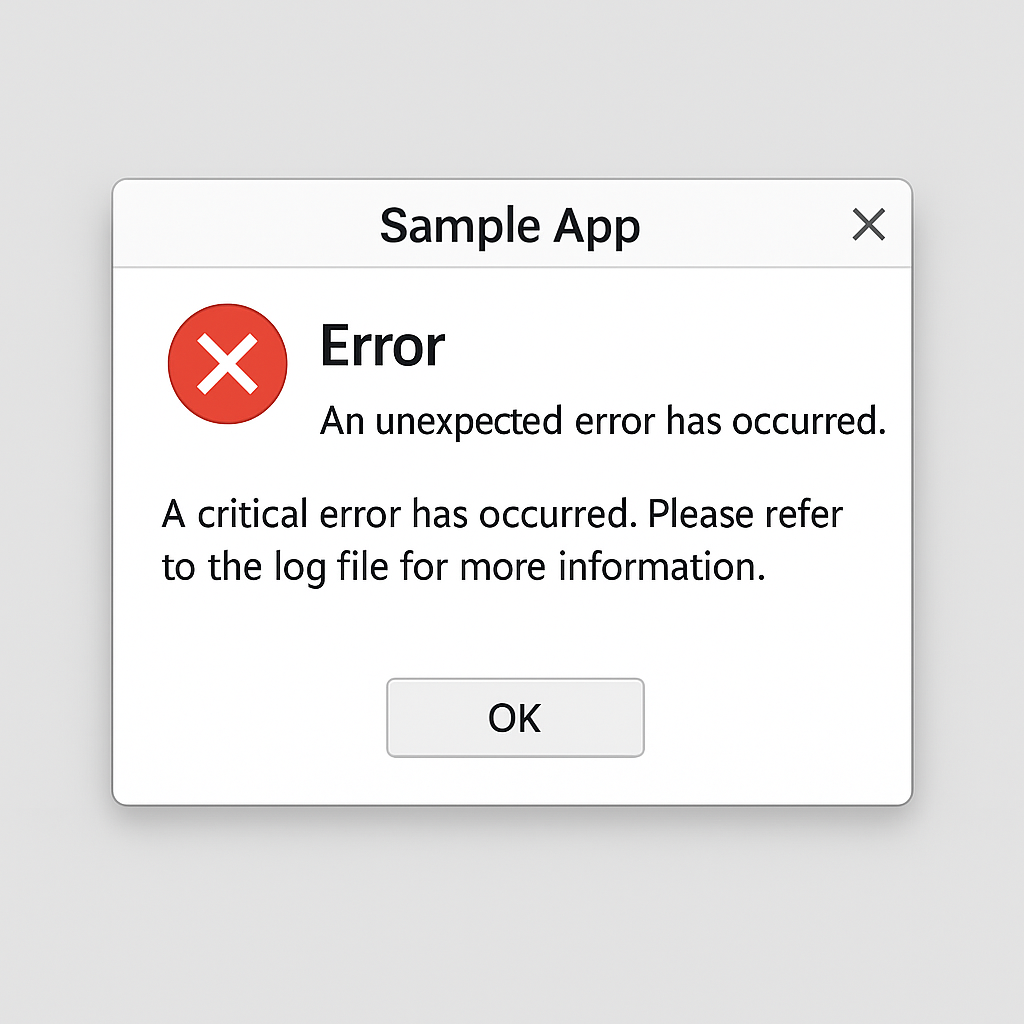 Sample App
Error
An unexpected error has occurred.
A critical error has occurred. Please refer
to the log file for more information.
OK